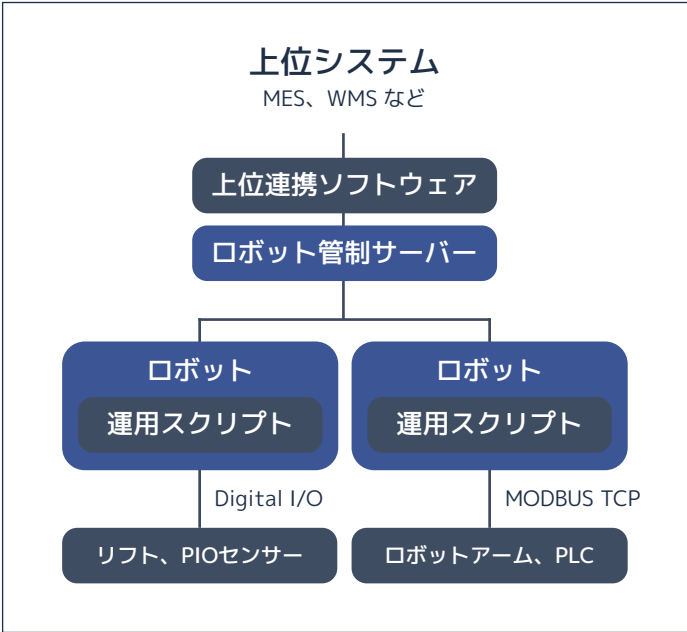 上位システム
MES、WMS など
上位連携ソフトウェア
ロボット管制サーバー
ロボット
運用スクリプト
Digital I/O
リフト、PIOセンサー
ロボット
運用スクリプト
MODBUS TCP
ロボットアーム、PLC